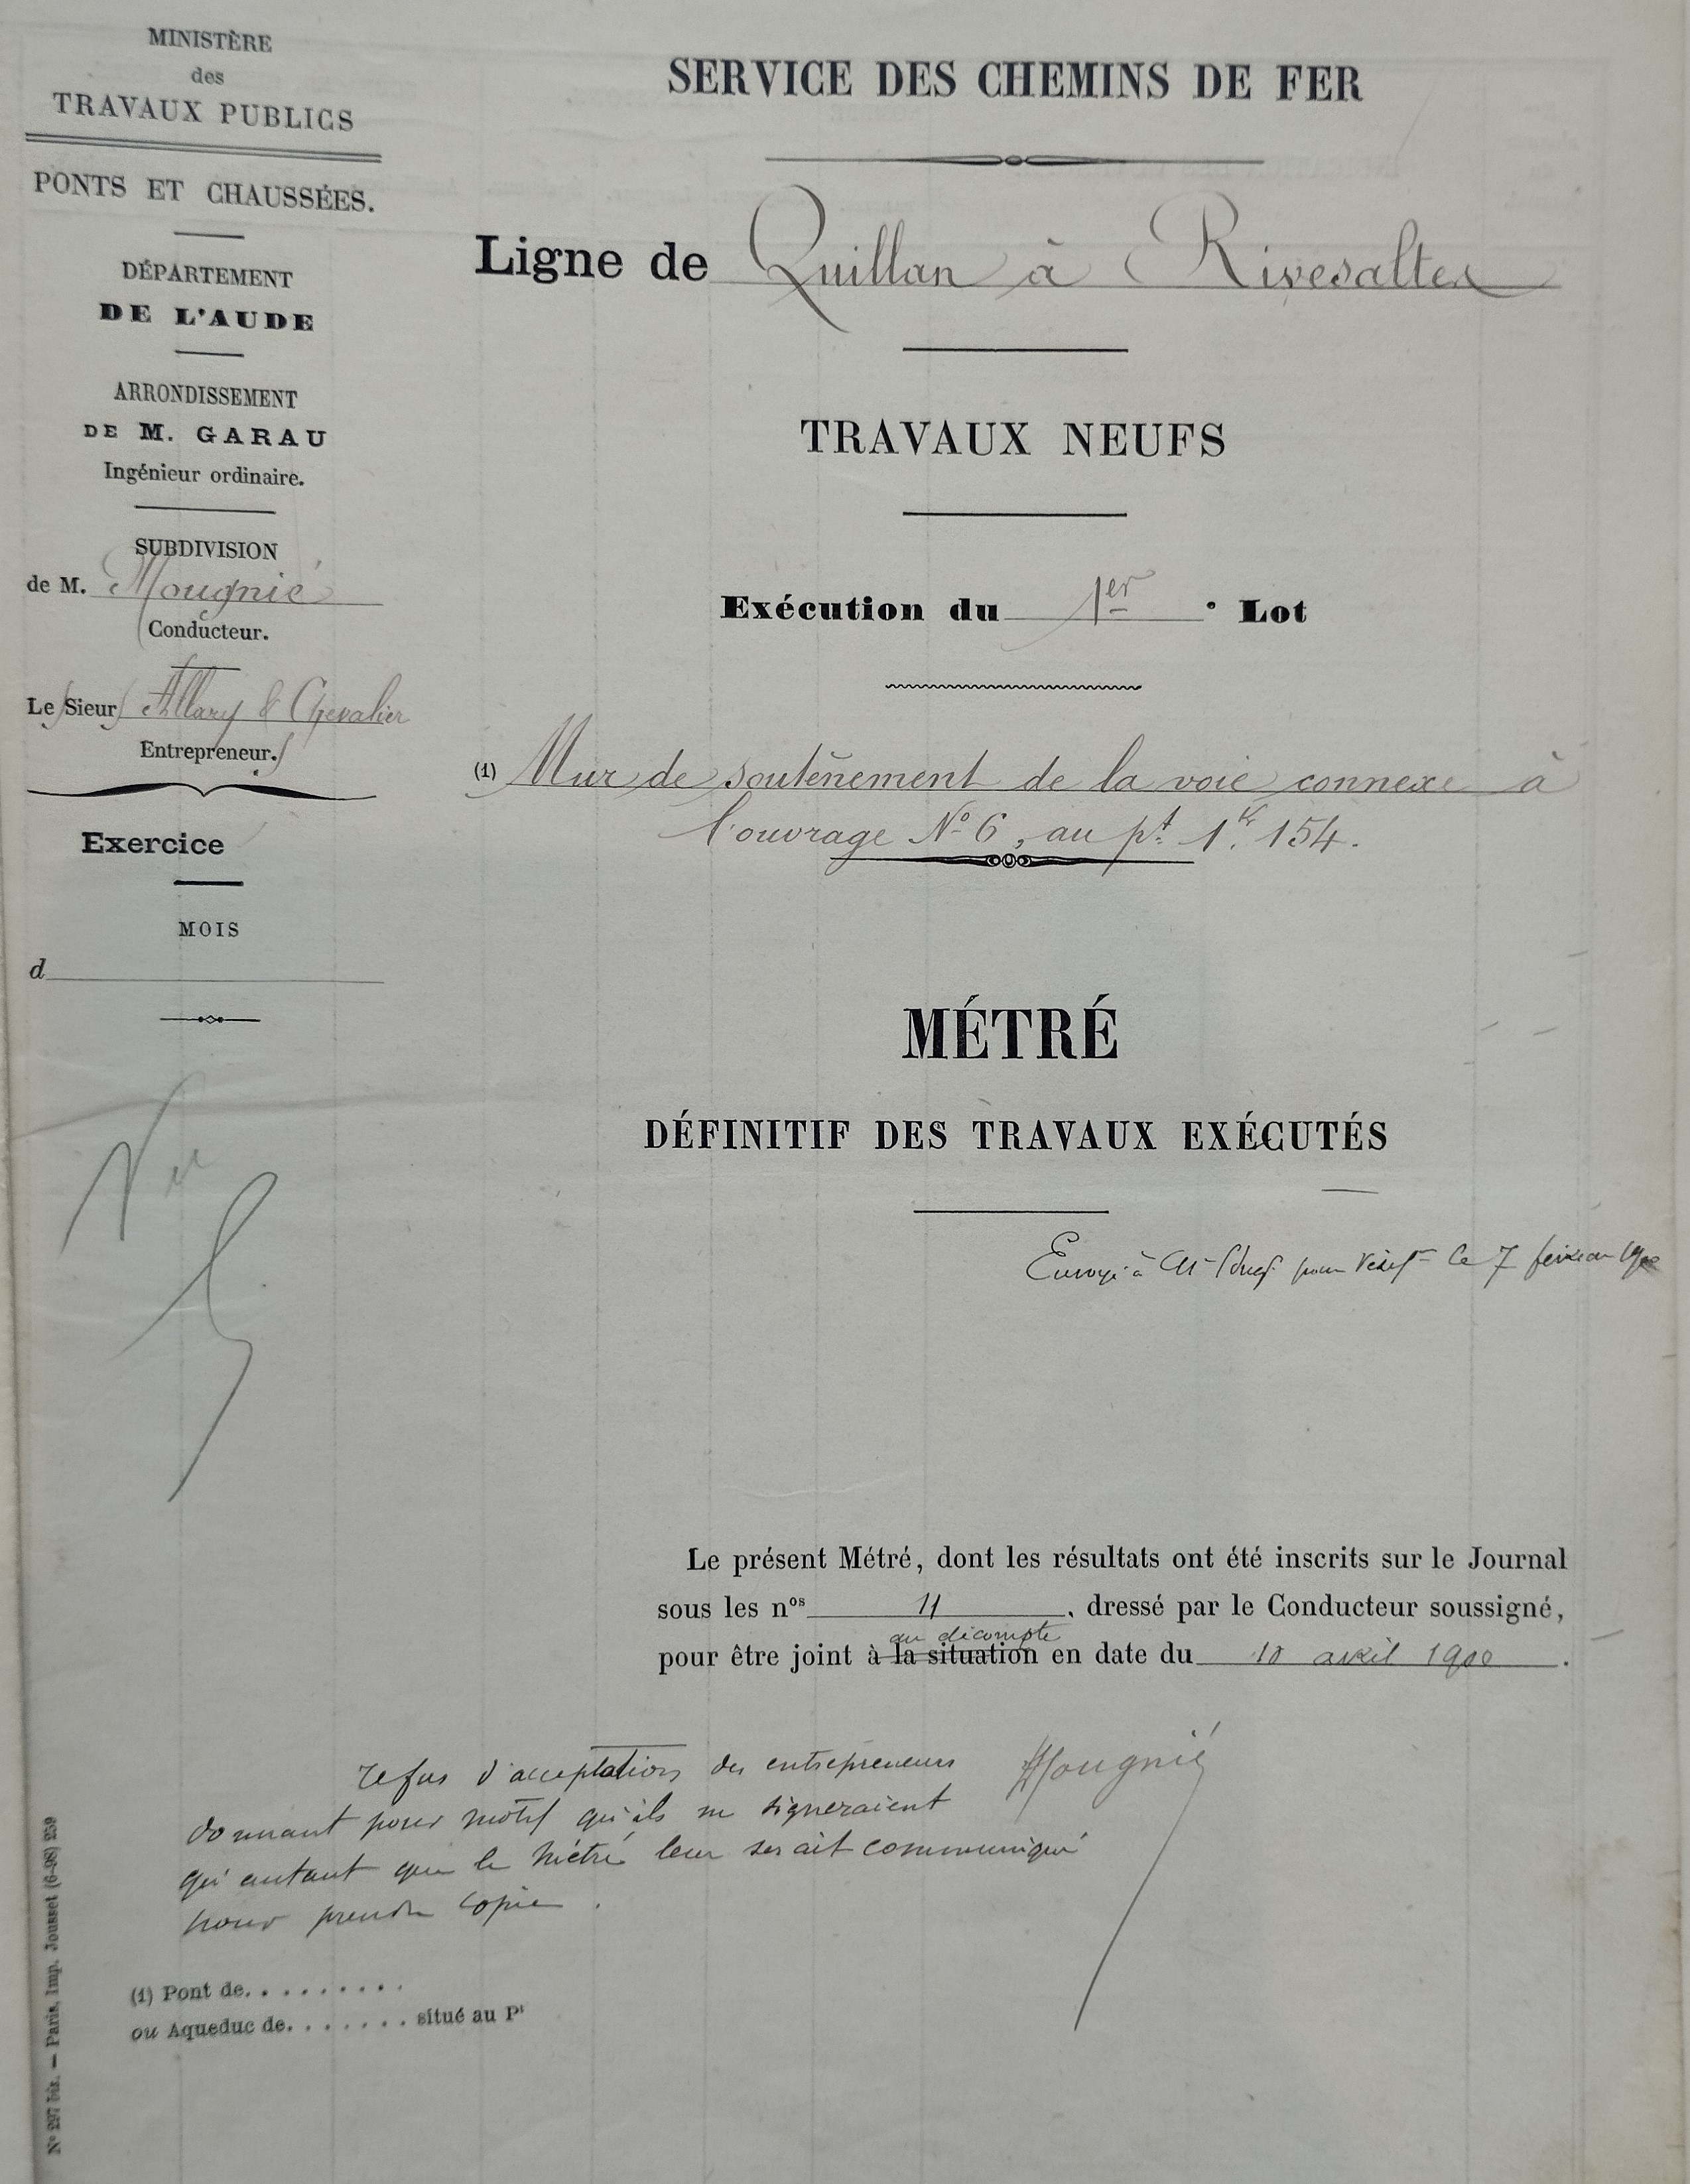 MINISTÈRE
des
TRAVAUX PUBLICS
PONTS ET CHAUSSÉES.
DÉPARTEMENT
DE L'AUDE
ARRONDISSEMENT
DE M. GARAU
Ingénieur ordinaire.
SUBDIVISION
de M. Mougnié
Conducteur.
Le Sieur Allary & Chevalier
Entrepreneur.
Exercice
MOIS
d
Vu
SERVICE DES CHEMINS DE FER
Ligne de Quillan à Rivesaltes
TRAVAUX NEUFS
Exécution du 1er e Lot
(1) Mur de soutènement de la voie connexe à
l'ouvrage No 6, au pt 1k.154.
MÉTRÉ
DÉFINITIF DES TRAVAUX EXÉCUTÉS
Envoyé à pour le 7 1900
Le présent Métré, dont les résultats ont été inscrits sur le Journal
sous les nos 11, dressé par le Conducteur soussigné,
au décompte
pour être joint à la situation en date du 10 avril 1900.
Mougnié
refus d'acceptation des entrepreneurs
donnant pour motif qu'ils ne signeraient
qu'autant que le métré leur serait communiqué
pour prendre copie.
(1) Pont de. . . . . . . . .
ou Aqueduc de. . . . . . . situé au Pt
No 297 bis. — Paris, Imp. Jousset (6-98) 259